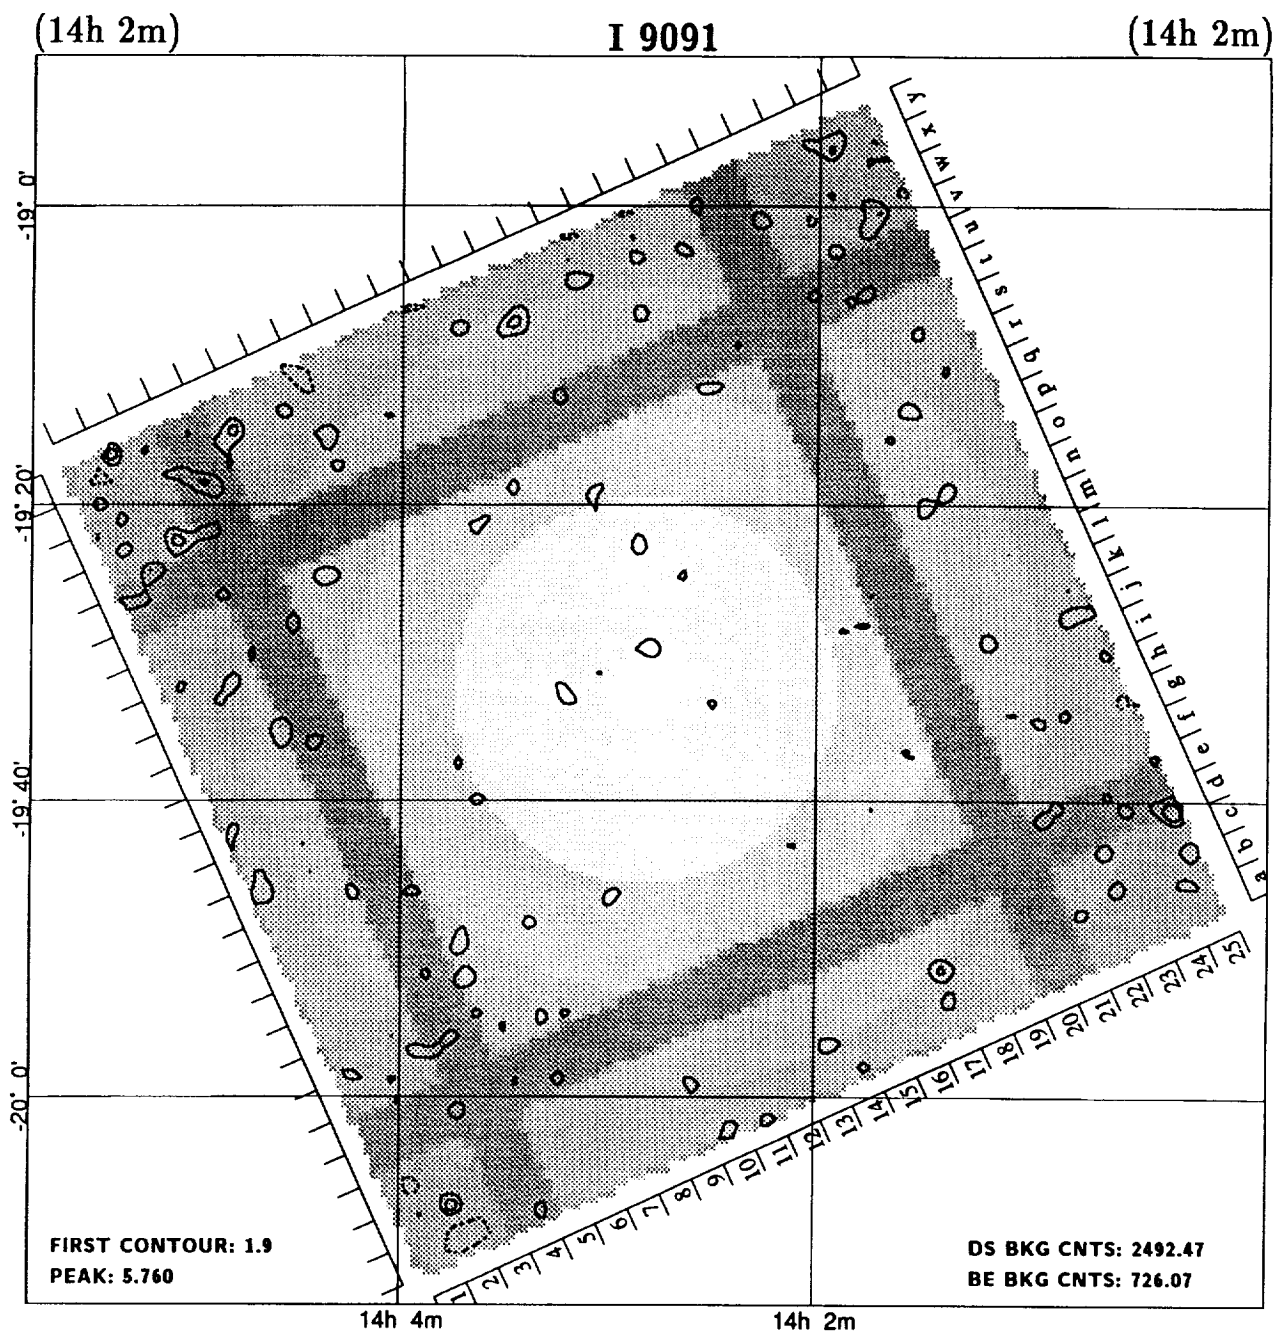 (14h 2m) I 9091 (14h 2m)
y x w v u t s r q p o n m l k j i h g f e d c b a
-19° 0'
-19° 20'
-19° 40'
-20° 0'
1 2 3 4 5 6 7 8 9 10 11 12 13 14 15 16 17 18 19 20 21 22 23 24 25
FIRST CONTOUR: 1.9
PEAK: 5.760
DS BKG CNTS: 2492.47
BE BKG CNTS: 726.07
14h 4m 14h 2m